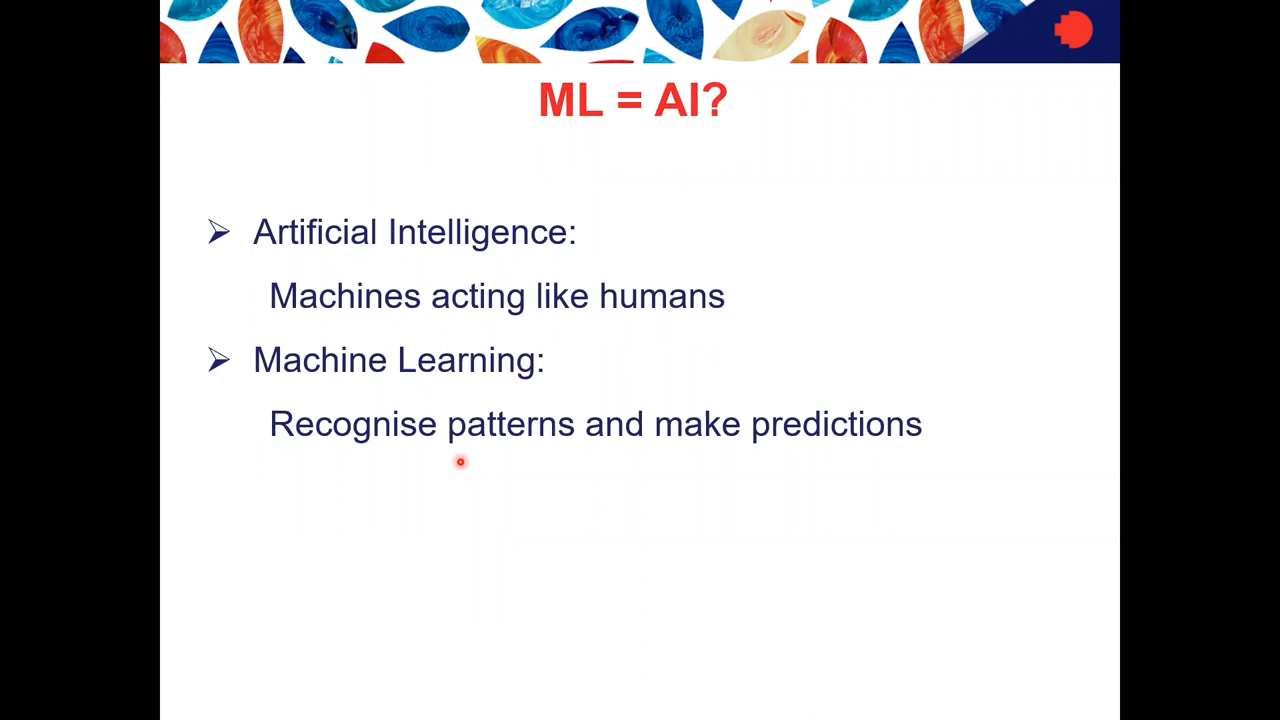 ML = AI?
➢ Artificial Intelligence:
Machines acting like humans
➢ Machine Learning:
Recognise patterns and make predictions